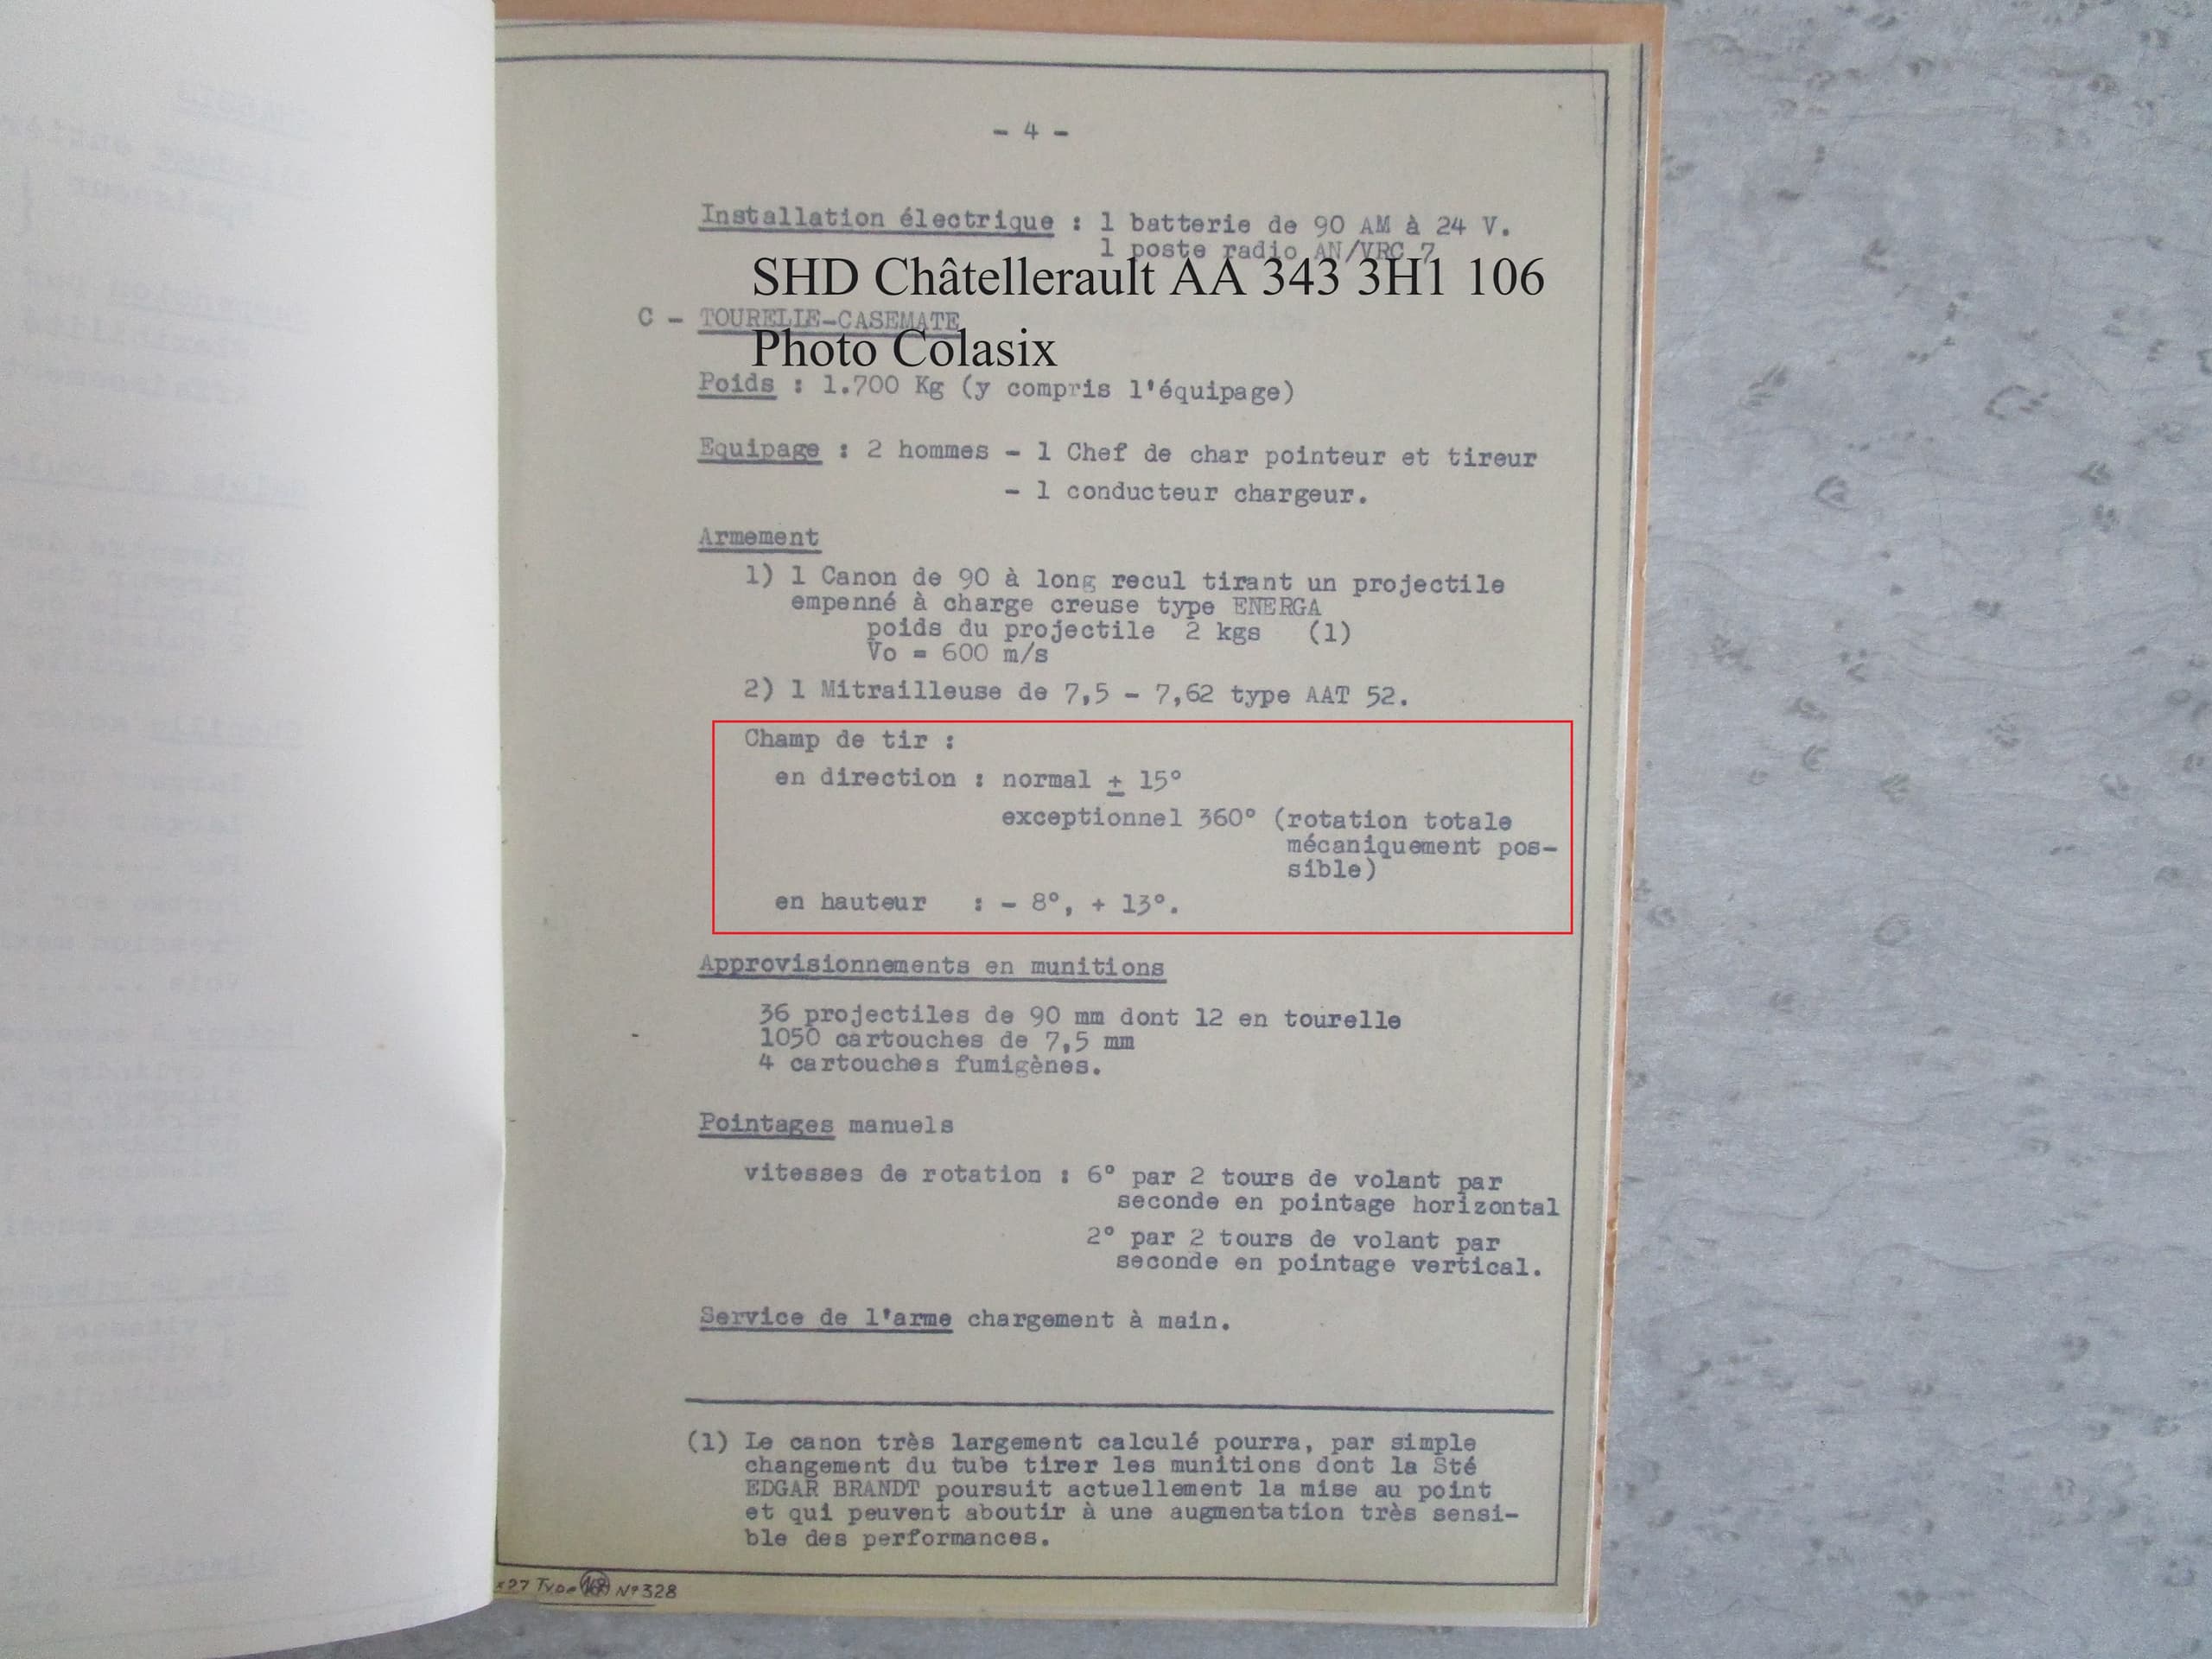 - 4 -
Installation électrique : 1 batterie de 90 AM à 24 V.
1 poste radio AN/VRC 7
SHD Châtellerault AA 343 3H1 106
C - TOURELLE-CASEMATE
Photo Colasix
Poids : 1.700 Kg (y compris l'équipage)
Equipage : 2 hommes - 1 Chef de char pointeur et tireur
- 1 conducteur chargeur.
Armement
1) 1 Canon de 90 à long recul tirant un projectile
empenné à charge creuse type ENERGA
poids du projectile 2 kgs (1)
Vo = 600 m/s
2) 1 Mitrailleuse de 7,5 - 7,62 type AAT 52.
Champ de tir :
en direction : normal ± 15°
exceptionnel 360° (rotation totale
mécaniquement pos-
sible)
en hauteur : - 8°, + 13°.
Approvisionnements en munitions
36 projectiles de 90 mm dont 12 en tourelle
1050 cartouches de 7,5 mm
4 cartouches fumigènes.
Pointages manuels
vitesses de rotation : 6° par 2 tours de volant par
seconde en pointage horizontal
2° par 2 tours de volant par
seconde en pointage vertical.
Service de l'arme chargement à main.
(1) Le canon très largement calculé pourra, par simple
changement du tube tirer les munitions dont la Sté
EDGAR BRANDT poursuit actuellement la mise au point
et qui peuvent aboutir à une augmentation très sensi-
ble des performances.
×27 Type 168 N° 328